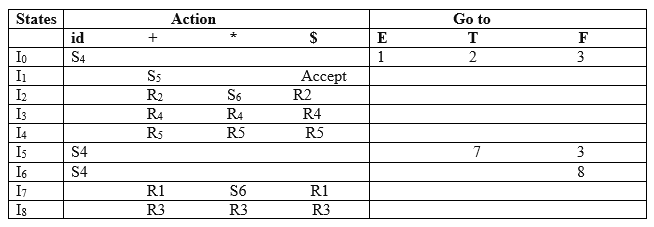 States Action Go to
id + * $ E T F
I0 S4 1 2 3
I1 S5 Accept
I2 R2 S6 R2
I3 R4 R4 R4
I4 R5 R5 R5
I5 S4 7 3
I6 S4 8
I7 R1 S6 R1
I8 R3 R3 R3